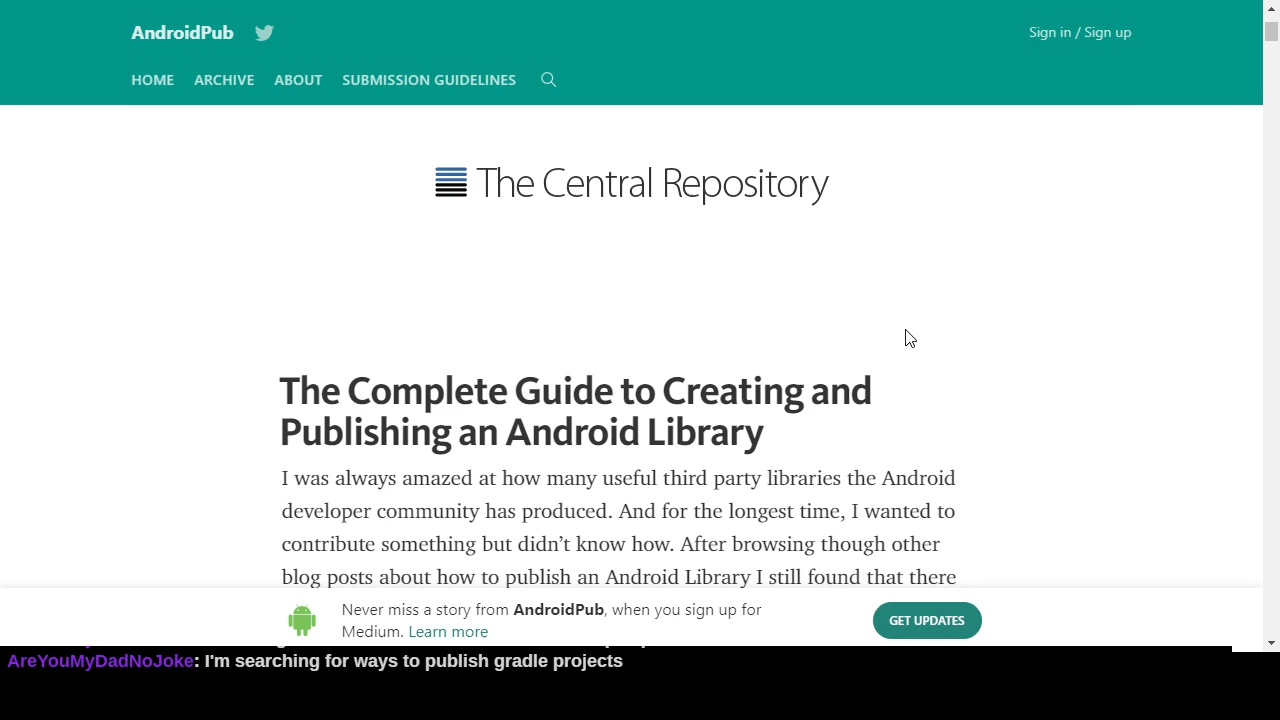 AndroidPub
Sign in / Sign up
HOME ARCHIVE ABOUT SUBMISSION GUIDELINES
The Central Repository
The Complete Guide to Creating and
Publishing an Android Library
I was always amazed at how many useful third party libraries the Android
developer community has produced. And for the longest time, I wanted to
contribute something but didn’t know how. After browsing though other
blog posts about how to publish an Android Library I still found that there
Never miss a story from AndroidPub, when you sign up for
Medium. Learn more
GET UPDATES
AreYouMyDadNoJoke: I'm searching for ways to publish gradle projects